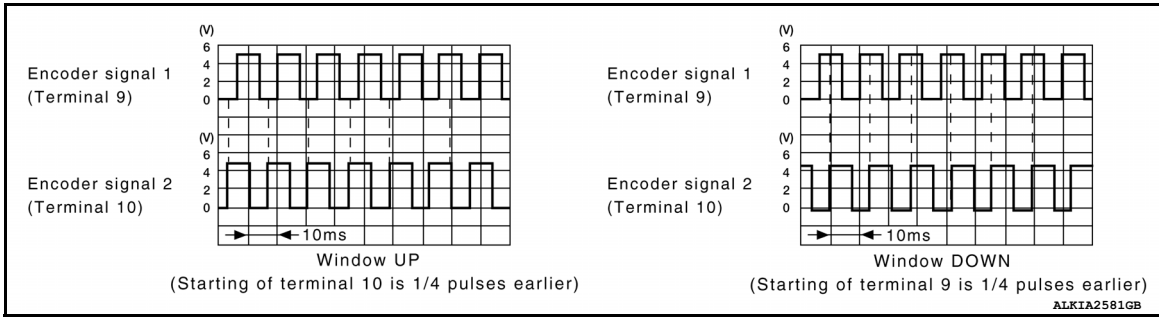 (V)
6
4
2
0
Encoder signal 1
(Terminal 9)
(V)
6
4
2
0
Encoder signal 2
(Terminal 10)
10ms
Window UP
(Starting of terminal 10 is 1/4 pulses earlier)
(V)
6
4
2
0
Encoder signal 1
(Terminal 9)
(V)
6
4
2
0
Encoder signal 2
(Terminal 10)
10ms
Window DOWN
(Starting of terminal 9 is 1/4 pulses earlier)
ALKIA2581GB